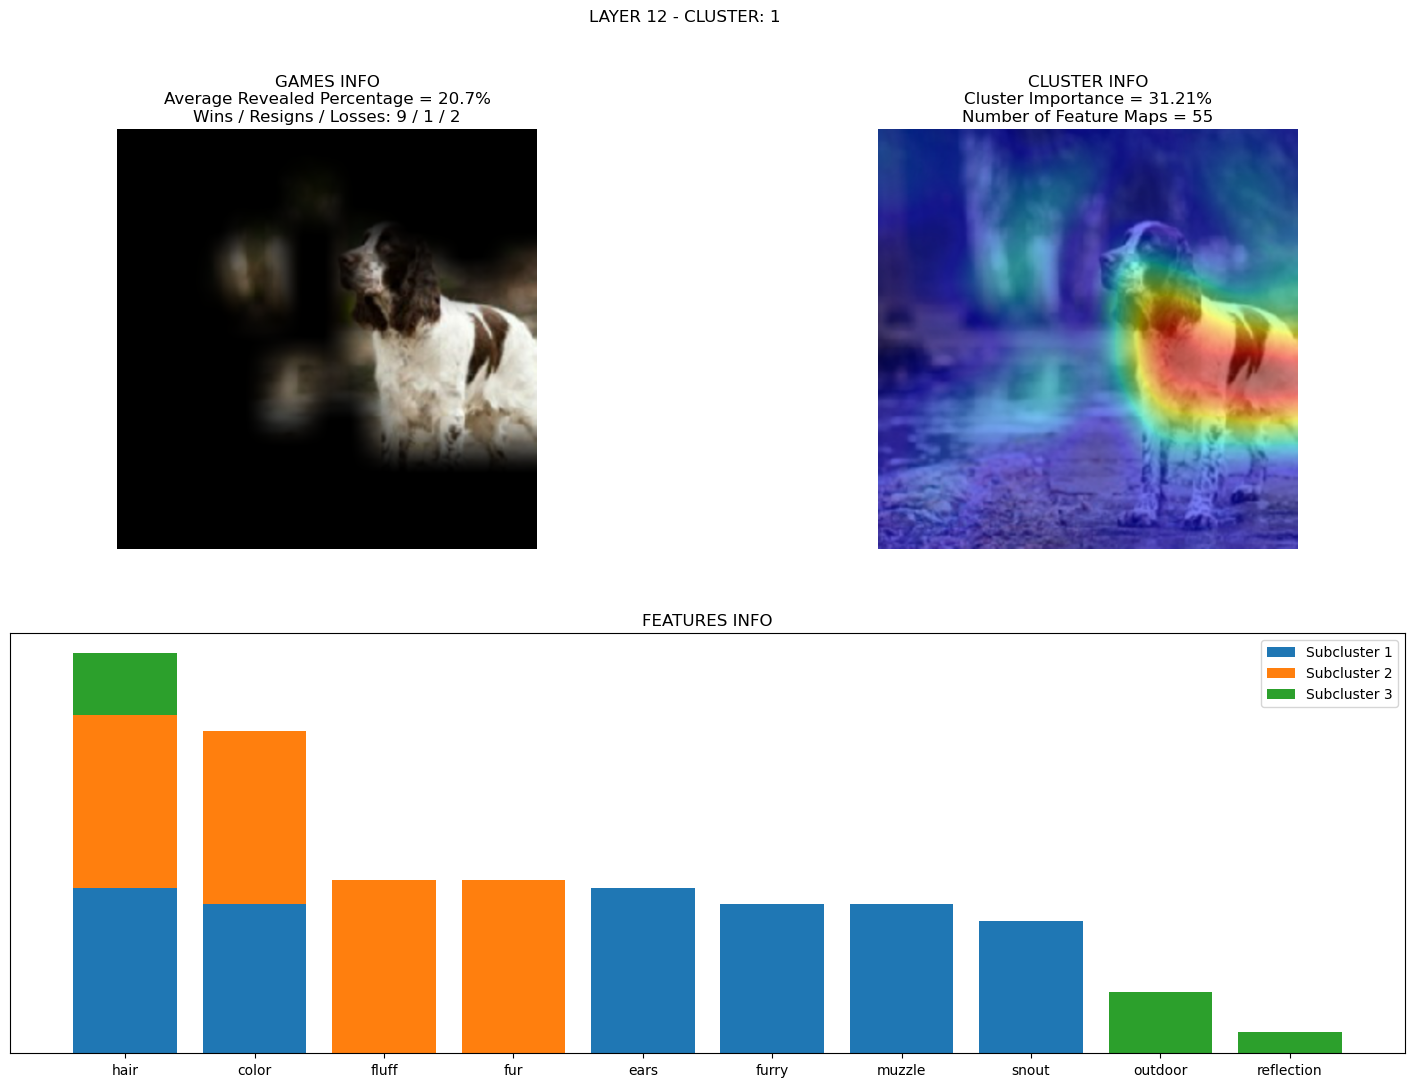 LAYER 12 - CLUSTER: 1
GAMES INFO
Average Revealed Percentage = 20.7%
Wins / Resigns / Losses: 9 / 1 / 2
CLUSTER INFO
Cluster Importance = 31.21%
Number of Feature Maps = 55
FEATURES INFO
Subcluster 1
Subcluster 2
Subcluster 3
hair color fluff fur ears furry muzzle snout outdoor reflection